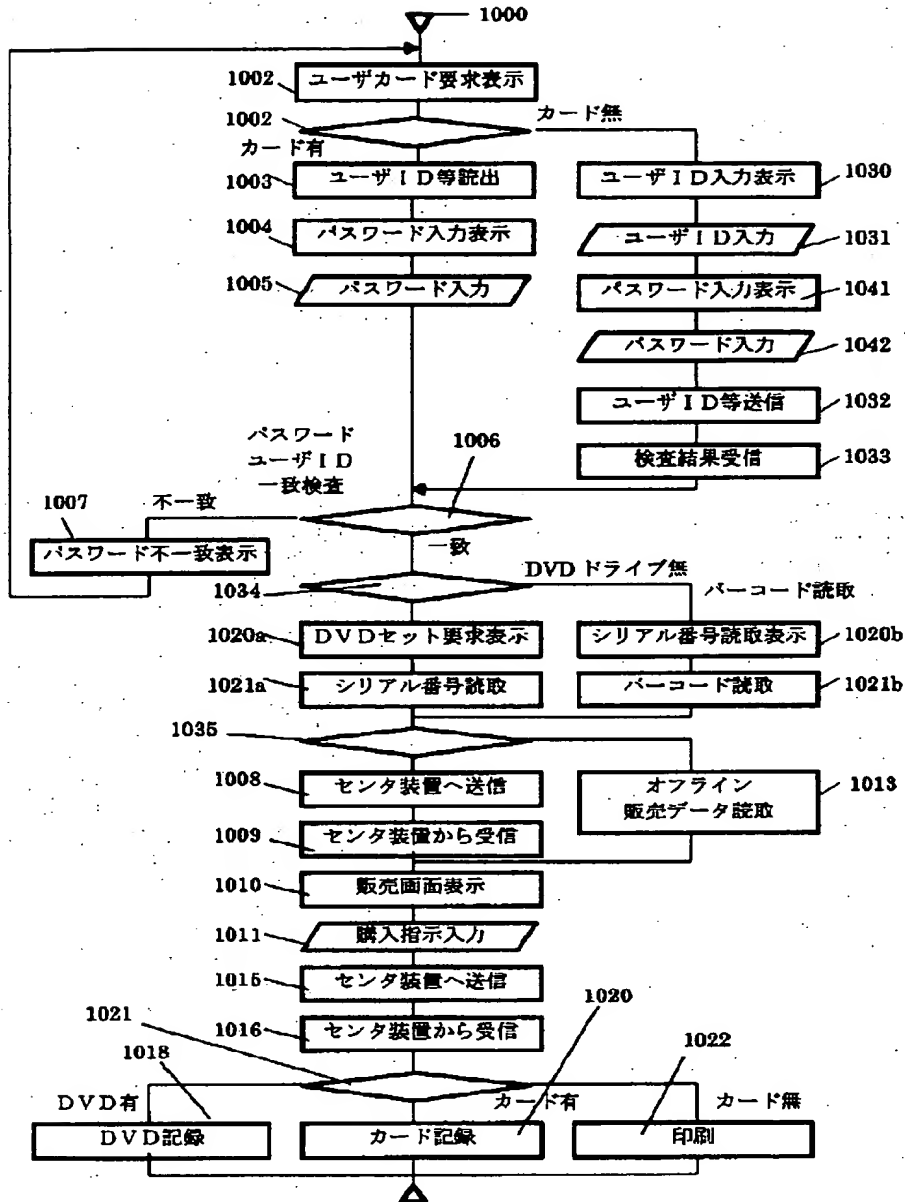 1000
1002
ユーザカード要求表示
1002
カード無
カード有
1003
ユーザID等読出
ユーザID入力表示
1030
1004
パスワード入力表示
ユーザID入力
1031
1005
パスワード入力
パスワード入力表示
1041
パスワード入力
1042
ユーザID等送信
1032
パスワード
ユーザID
一致検査
1006
検査結果受信
1033
1007
不一致
パスワード不一致表示
一致
1034
DVDドライブ無
バーコード読取
1020a
DVDセット要求表示
シリアル番号読取表示
1020b
1021a
シリアル番号読取
バーコード読取
1021b
1035
1008
センタ装置へ送信
オフライン
販売データ読取
1013
1009
センタ装置から受信
1010
販売画面表示
1011
購入指示入力
1015
センタ装置へ送信
1016
センタ装置から受信
1021
1020
1018
1022
DVD有
カード有
カード無
DVD記録
カード記録
印刷